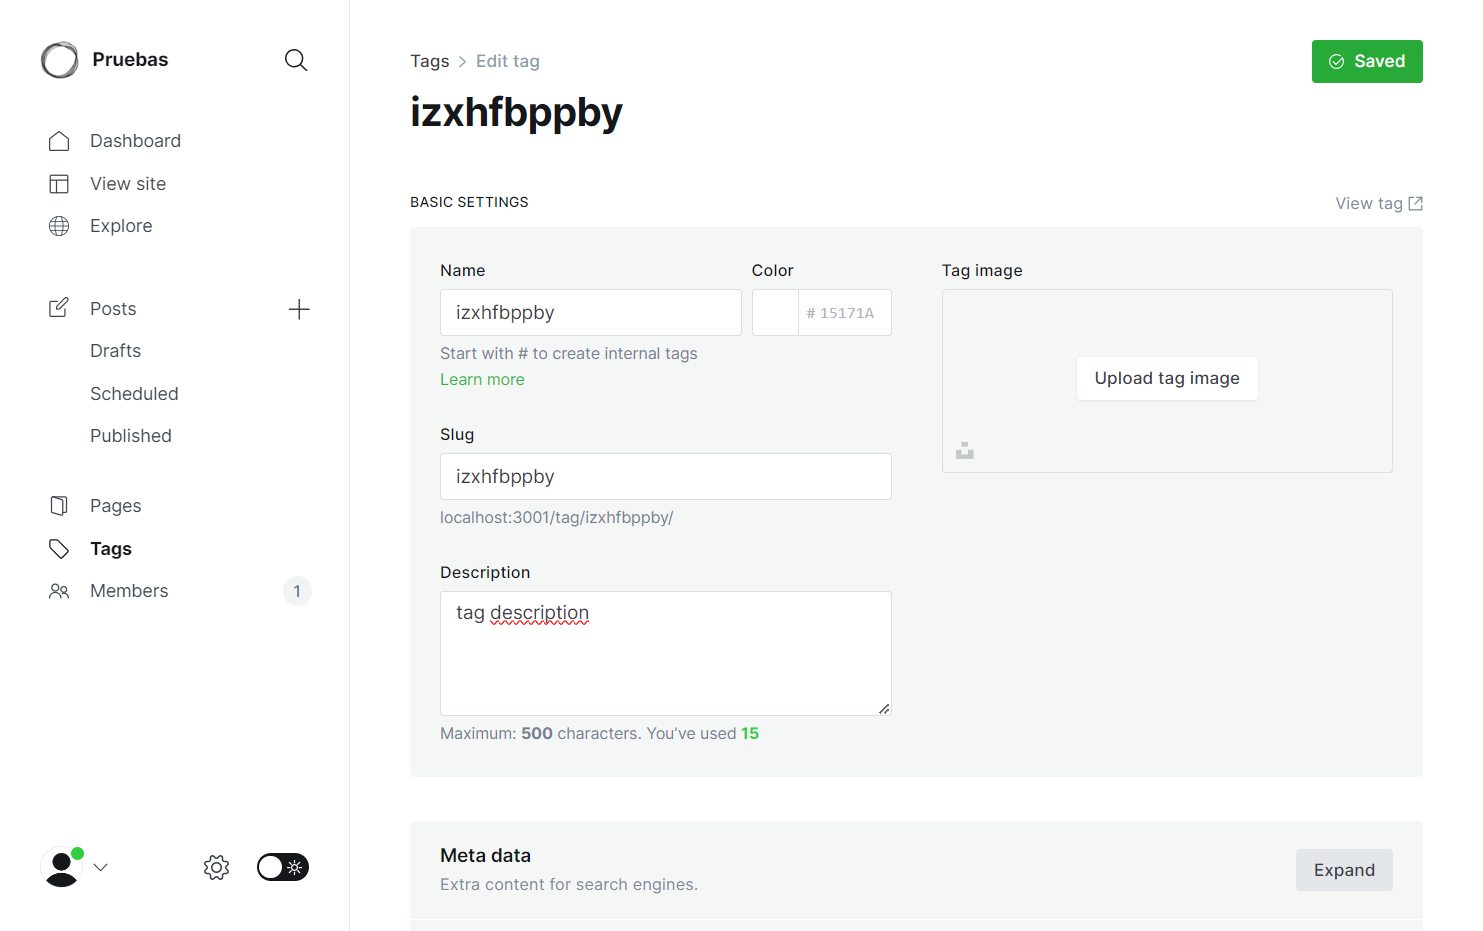 Pruebas
Dashboard
View site
Explore
Posts
Drafts
Scheduled
Published
Pages
Tags
Members 1
Tags > Edit tag
Saved
izxhfbppby
BASIC SETTINGS
View tag
Name
izxhfbppby
Start with # to create internal tags
Learn more
Color
# 15171A
Slug
izxhfbppby
localhost:3001/tag/izxhfbppby/
Description
tag description
Maximum: 500 characters. You’ve used 15
Tag image
Upload tag image
Meta data
Extra content for search engines.
Expand